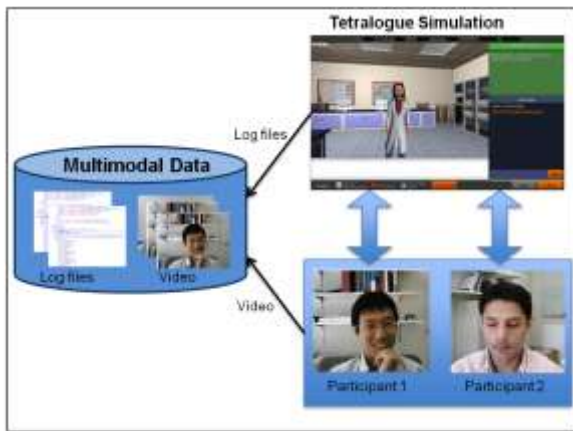 Tetralogue Simulation
Log files
Multimodal Data
Log files
Video
Video
Participant 1
Participant 2